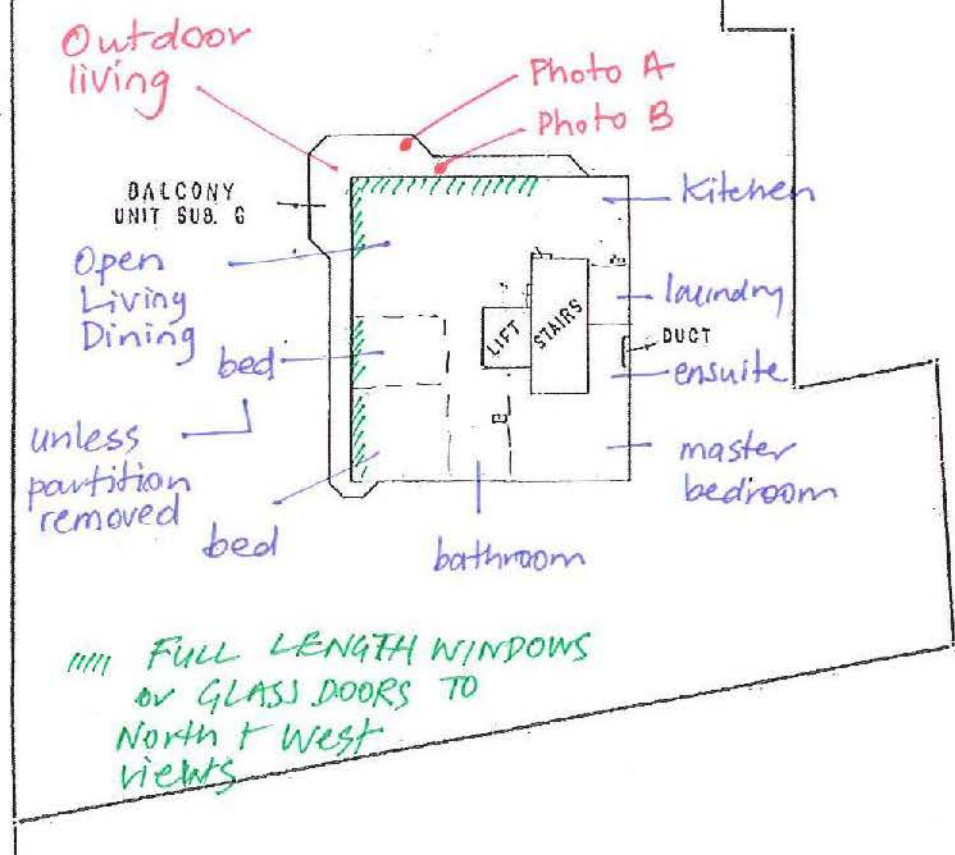 Outdoor
living
Photo A
Photo B
BALCONY
UNIT SUB. 6
Kitchen
Open
Living
Dining
laundry
LIFT
STAIRS
DUCT
bed
ensuite
unless
partition
removed
master
bedroom
bed
bathroom
FULL LENGTH WINDOWS
or GLASS DOORS TO
North + West
views